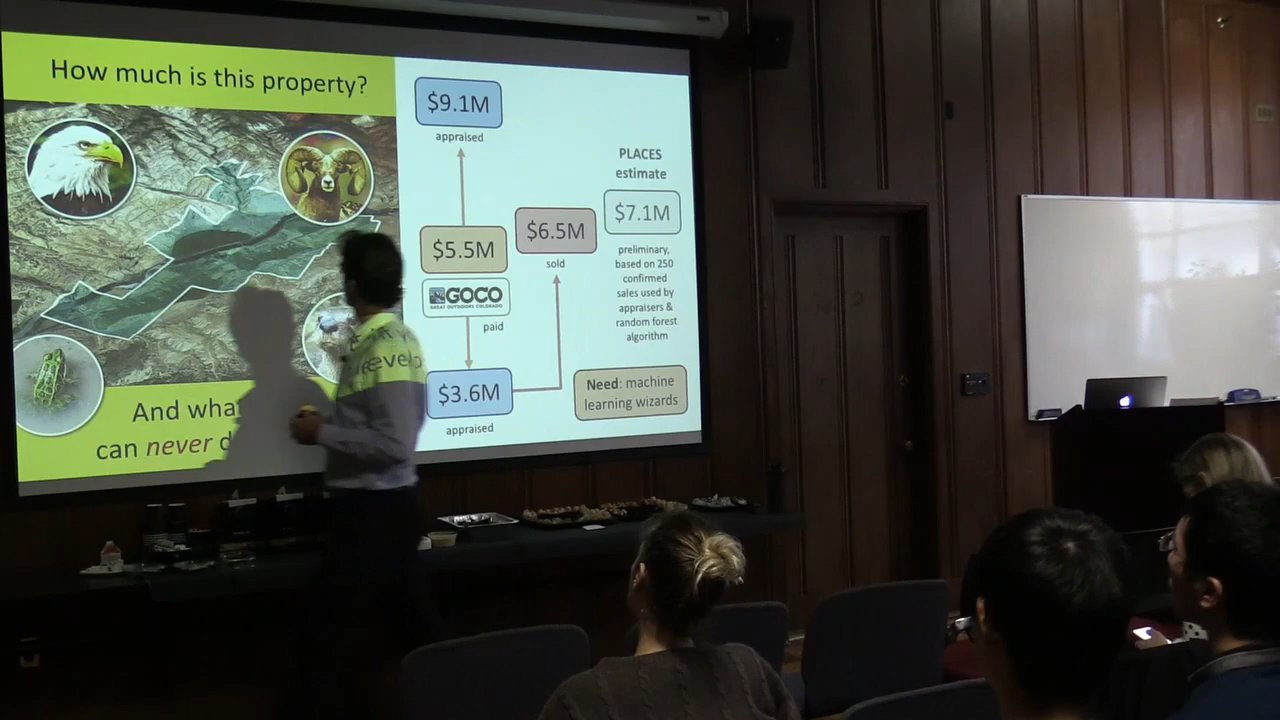 How much is this property?
And wha
can never d
$9.1M
appraised
$5.5M
GOCO
GREAT OUTDOORS COLORADO
paid
$3.6M
appraised
$6.5M
sold
PLACES
estimate
$7.1M
preliminary,
based on 250
confirmed
sales used by
appraisers &
random forest
algorithm
Need: machine
learning wizards